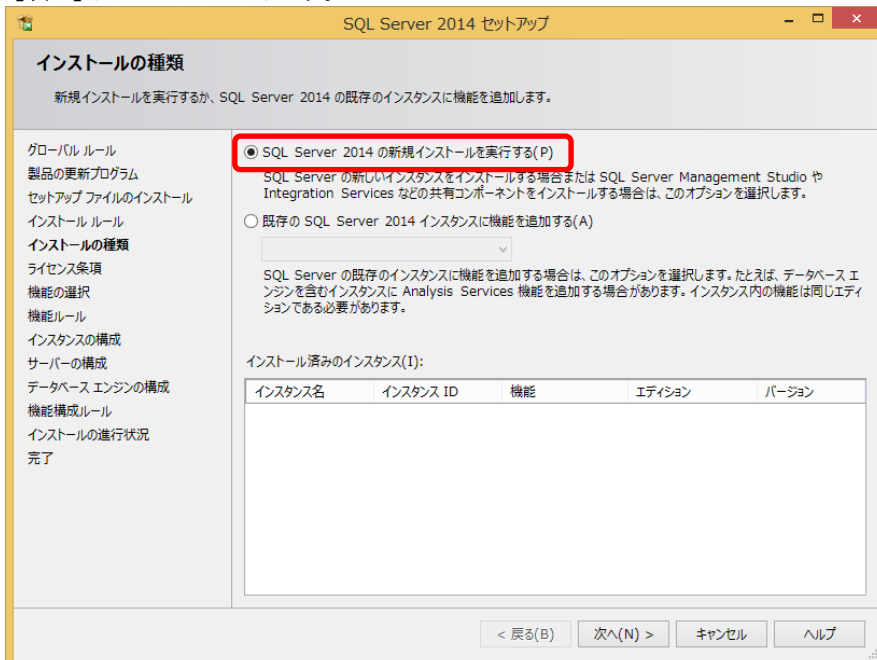 SQL Server 2014 セットアップ
インストールの種類
新規インストールを実行するか、SQL Server 2014 の既存のインスタンスに機能を追加します。
グローバル ルール
製品の更新プログラム
セットアップ ファイルのインストール
インストール ルール
インストールの種類
ライセンス条項
機能の選択
機能ルール
インスタンスの構成
サーバーの構成
データベース エンジンの構成
機能構成ルール
インストールの進行状況
完了
SQL Server 2014 の新規インストールを実行する(P)
SQL Server の新しいインスタンスをインストールする場合または SQL Server Management Studio や
Integration Services などの共有コンポーネントをインストールする場合は、このオプションを選択します。
既存の SQL Server 2014 インスタンスに機能を追加する(A)
SQL Server の既存のインスタンスに機能を追加する場合は、このオプションを選択します。たとえば、データベース エ
ンジンを含むインスタンスに Analysis Services 機能を追加する場合があります。インスタンス内の機能は同じエディ
ションである必要があります。
インストール済みのインスタンス(I):
インスタンス名 インスタンス ID 機能 エディション バージョン
< 戻る(B) 次へ(N) > キャンセル ヘルプ